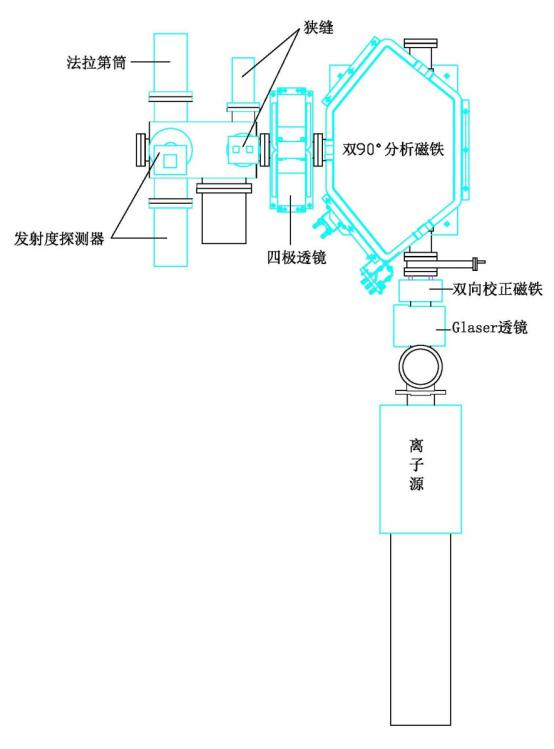 狭缝
法拉第筒
双90°分析磁铁
发射度探测器
四极透镜
双向校正磁铁
Glaser透镜
离
子
源